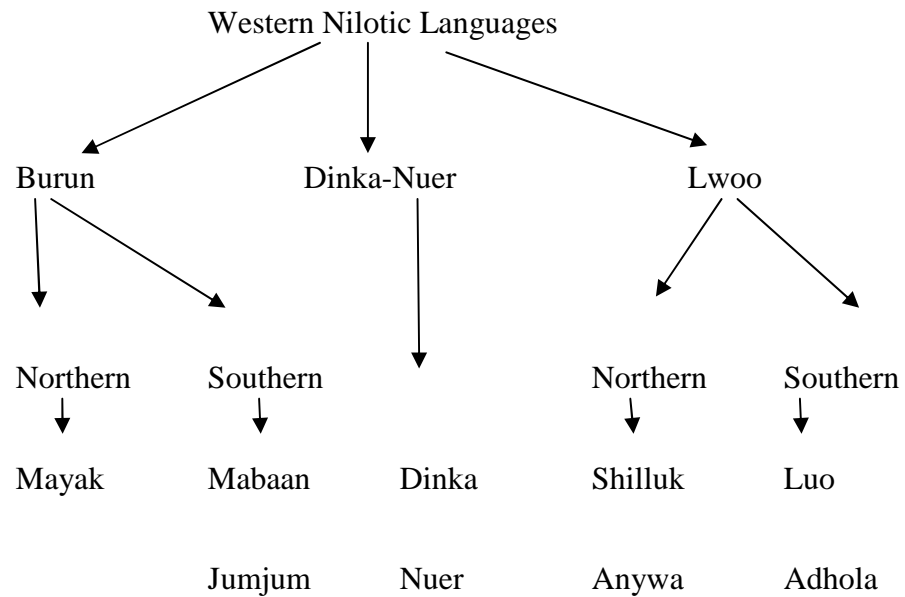 Western Nilotic Languages
Burun Dinka-Nuer Lwoo
Northern Southern Northern Southern
Mayak Mabaan Dinka Shilluk Luo
Jumjum Nuer Anywa Adhola